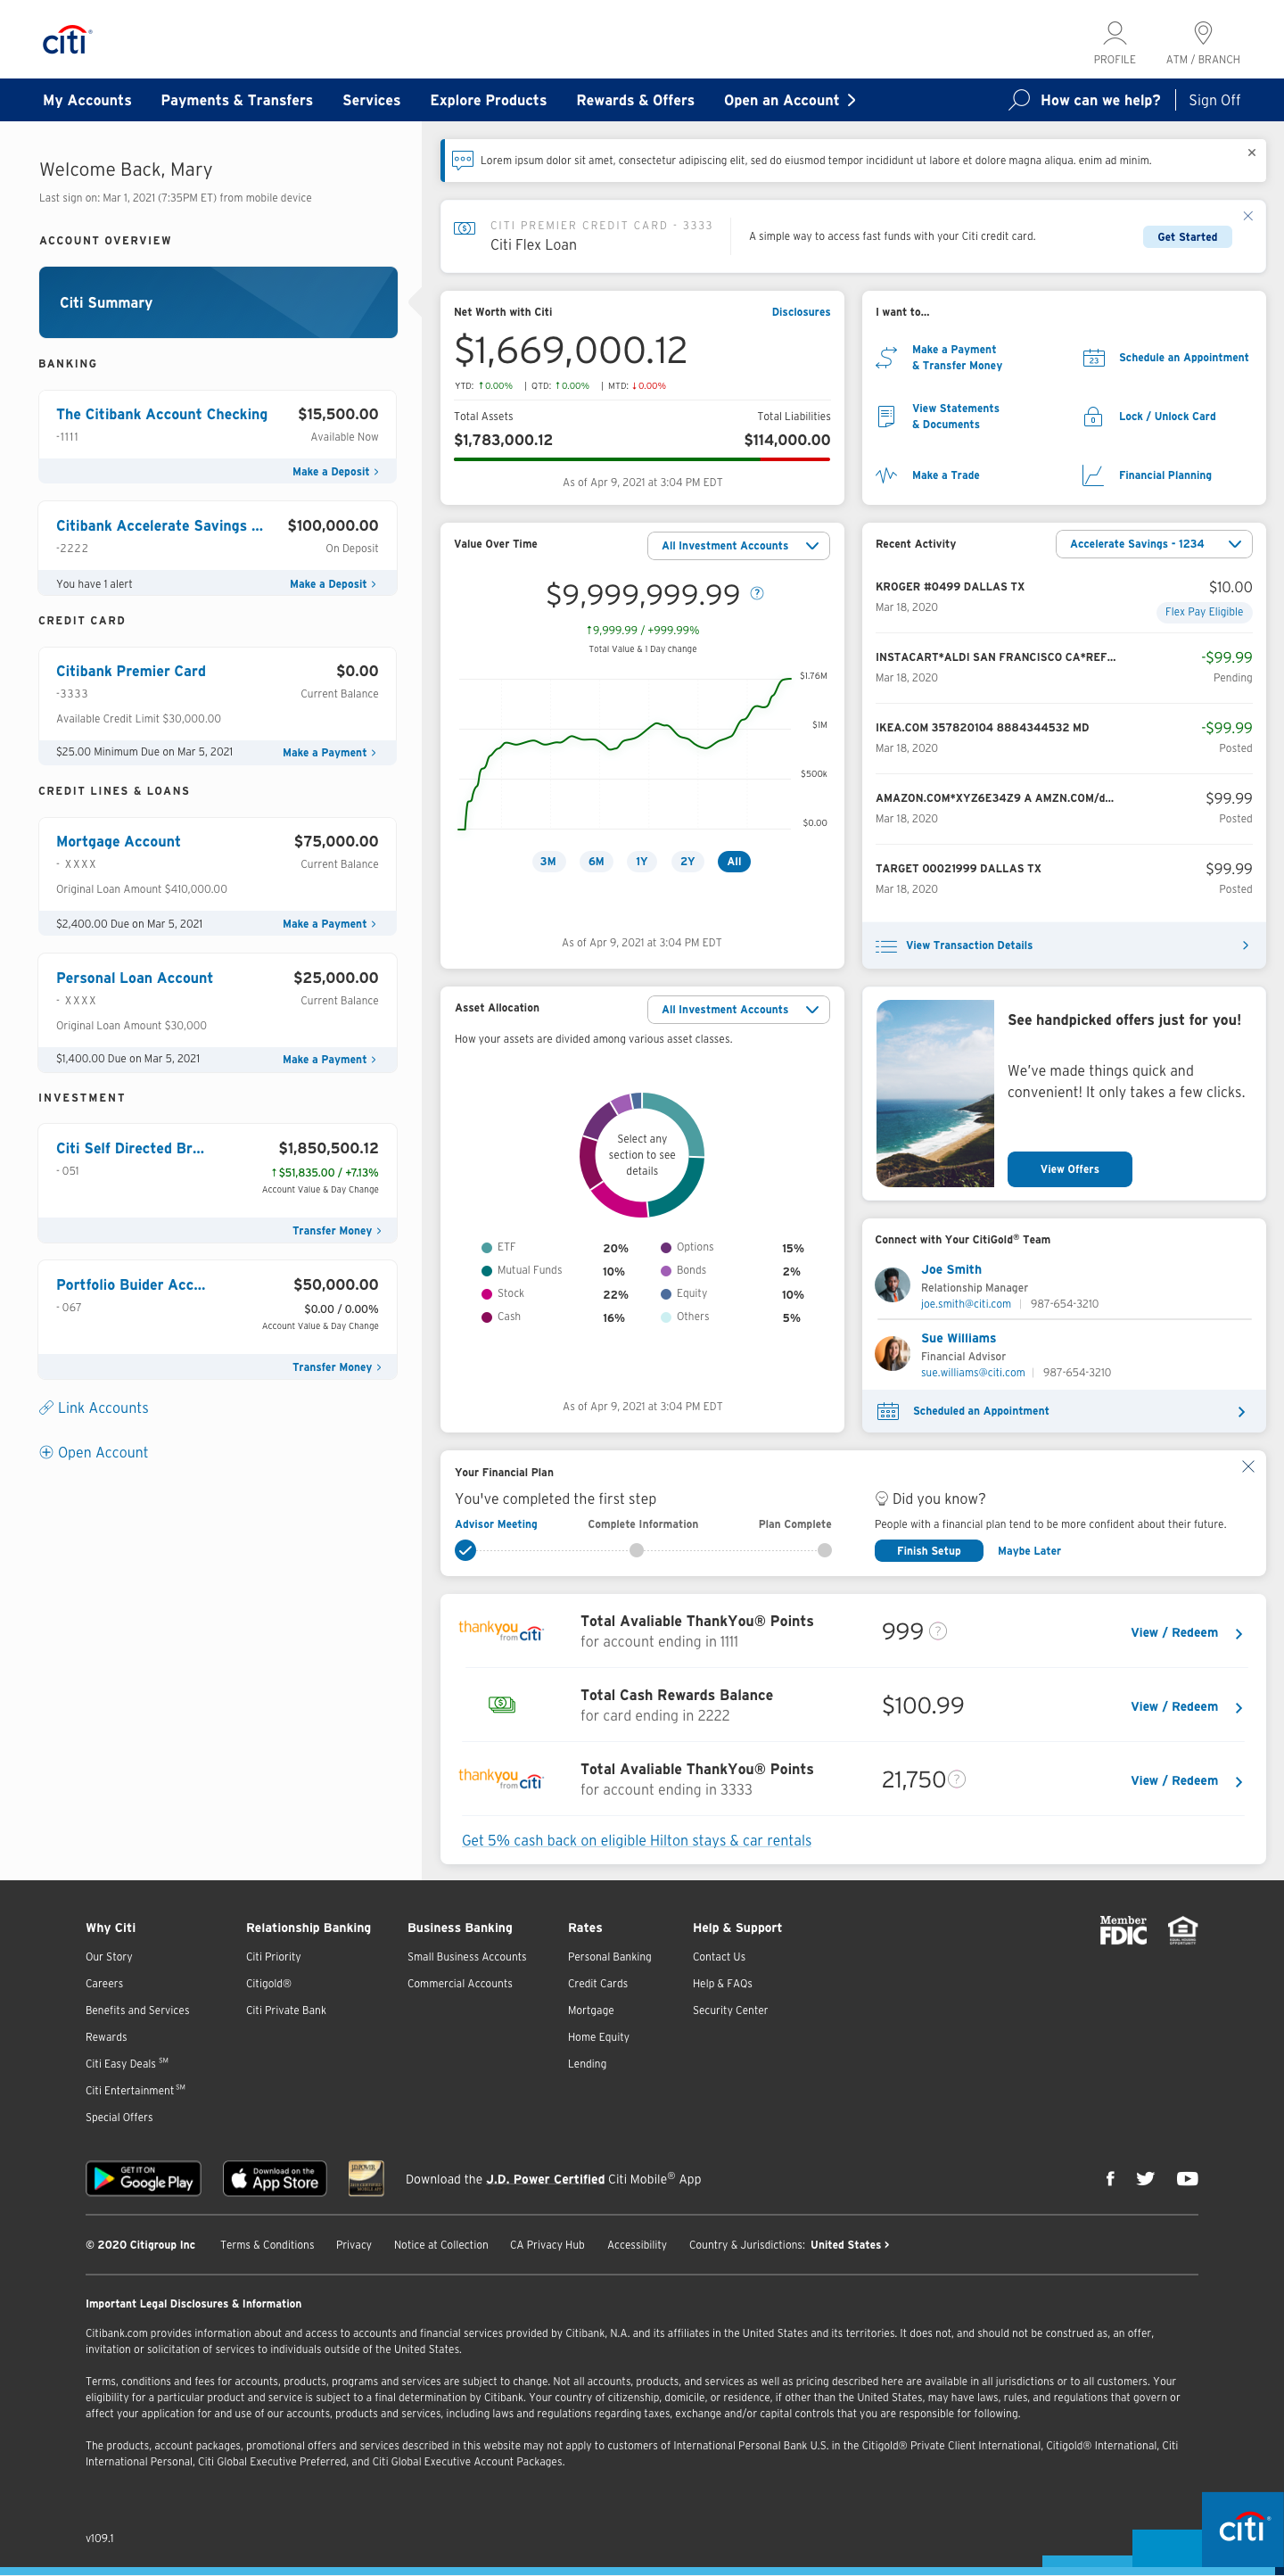 citi
PROFILE
ATM / BRANCH
My Accounts Payments & Transfers Services Explore Products Rewards & Offers Open an Account How can we help? Sign Off
Welcome Back, Mary
Last sign on: Mar 1, 2021 (7:35PM ET) from mobile device
ACCOUNT OVERVIEW
Citi Summary
BANKING
The Citibank Account Checking $15,500.00
-1111 Available Now
Make a Deposit
Citibank Accelerate Savings ... $100,000.00
-2222 On Deposit
You have 1 alert Make a Deposit
CREDIT CARD
Citibank Premier Card $0.00
-3333 Current Balance
Available Credit Limit $30,000.00
$25.00 Minimum Due on Mar 5, 2021 Make a Payment
CREDIT LINES & LOANS
Mortgage Account $75,000.00
- XXXX Current Balance
Original Loan Amount $410,000.00
$2,400.00 Due on Mar 5, 2021 Make a Payment
Personal Loan Account $25,000.00
- XXXX Current Balance
Original Loan Amount $30,000
$1,400.00 Due on Mar 5, 2021 Make a Payment
INVESTMENT
Citi Self Directed Br... $1,850,500.12
- 051 ↑$51,835.00 / +7.13%
Account Value & Day Change
Transfer Money
Portfolio Buider Acc... $50,000.00
- 067 $0.00 / 0.00%
Account Value & Day Change
Transfer Money
Link Accounts
Open Account
Lorem ipsum dolor sit amet, consectetur adipiscing elit, sed do eiusmod tempor incididunt ut labore et dolore magna aliqua. enim ad minim.
CITI PREMIER CREDIT CARD - 3333
Citi Flex Loan
A simple way to access fast funds with your Citi credit card.
Get Started
Net Worth with Citi Disclosures
$1,669,000.12
YTD: ↑0.00% | QTD: ↑0.00% | MTD: ↓0.00%
Total Assets Total Liabilities
$1,783,000.12 $114,000.00
As of Apr 9, 2021 at 3:04 PM EDT
I want to...
Make a Payment
& Transfer Money
23
Schedule an Appointment
View Statements
& Documents
Lock / Unlock Card
Make a Trade
Financial Planning
Value Over Time All Investment Accounts
$9,999,999.99 ?
↑9,999.99 / +999.99%
Total Value & 1 Day change
$1.76M
$1M
$500k
$0.00
3M 6M 1Y 2Y All
As of Apr 9, 2021 at 3:04 PM EDT
Recent Activity Accelerate Savings - 1234
KROGER #0499 DALLAS TX $10.00
Mar 18, 2020 Flex Pay Eligible
INSTACART*ALDI SAN FRANCISCO CA*REF... -$99.99
Mar 18, 2020 Pending
IKEA.COM 357820104 8884344532 MD -$99.99
Mar 18, 2020 Posted
AMAZON.COM*XYZ6E34Z9 A AMZN.COM/d... $99.99
Mar 18, 2020 Posted
TARGET 00021999 DALLAS TX $99.99
Mar 18, 2020 Posted
View Transaction Details
Asset Allocation All Investment Accounts
How your assets are divided among various asset classes.
Select any
section to see
details
ETF 20% Options 15%
Mutual Funds 10% Bonds 2%
Stock 22% Equity 10%
Cash 16% Others 5%
As of Apr 9, 2021 at 3:04 PM EDT
See handpicked offers just for you!
We've made things quick and
convenient! It only takes a few clicks.
View Offers
Connect with Your CitiGold® Team
Joe Smith
Relationship Manager
joe.smith@citi.com | 987-654-3210
Sue Williams
Financial Advisor
sue.williams@citi.com | 987-654-3210
Scheduled an Appointment
Your Financial Plan
You've completed the first step
Advisor Meeting Complete Information Plan Complete
Did you know?
People with a financial plan tend to be more confident about their future.
Finish Setup Maybe Later
thankyou
from citi
Total Avaliable ThankYou® Points
for account ending in 1111
999 ?
View / Redeem
Total Cash Rewards Balance
for card ending in 2222
$100.99
View / Redeem
thankyou
from citi
Total Avaliable ThankYou® Points
for account ending in 3333
21,750 ?
View / Redeem
Get 5% cash back on eligible Hilton stays & car rentals
Why Citi
Our Story
Careers
Benefits and Services
Rewards
Citi Easy Deals SM
Citi Entertainment SM
Special Offers
Relationship Banking
Citi Priority
Citigold®
Citi Private Bank
Business Banking
Small Business Accounts
Commercial Accounts
Rates
Personal Banking
Credit Cards
Mortgage
Home Equity
Lending
Help & Support
Contact Us
Help & FAQs
Security Center
Member
FDIC
EQUAL HOUSING
OPPORTUNITY
GET IT ON
Google Play
Download on the
App Store
J.D. POWER
Download the J.D. Power Certified Citi Mobile® App
© 2020 Citigroup Inc Terms & Conditions Privacy Notice at Collection CA Privacy Hub Accessibility Country & Jurisdictions: United States
Important Legal Disclosures & Information
Citibank.com provides information about and access to accounts and financial services provided by Citibank, N.A. and its affiliates in the United States and its territories. It does not, and should not be construed as, an offer,
invitation or solicitation of services to individuals outside of the United States.
Terms, conditions and fees for accounts, products, programs and services are subject to change. Not all accounts, products, and services as well as pricing described here are available in all jurisdictions or to all customers. Your
eligibility for a particular product and service is subject to a final determination by Citibank. Your country of citizenship, domicile, or residence, if other than the United States, may have laws, rules, and regulations that govern or
affect your application for and use of our accounts, products and services, including laws and regulations regarding taxes, exchange and/or capital controls that you are responsible for following.
The products, account packages, promotional offers and services described in this website may not apply to customers of International Personal Bank U.S. in the Citigold® Private Client International, Citigold® International, Citi
International Personal, Citi Global Executive Preferred, and Citi Global Executive Account Packages.
v109.1
citi